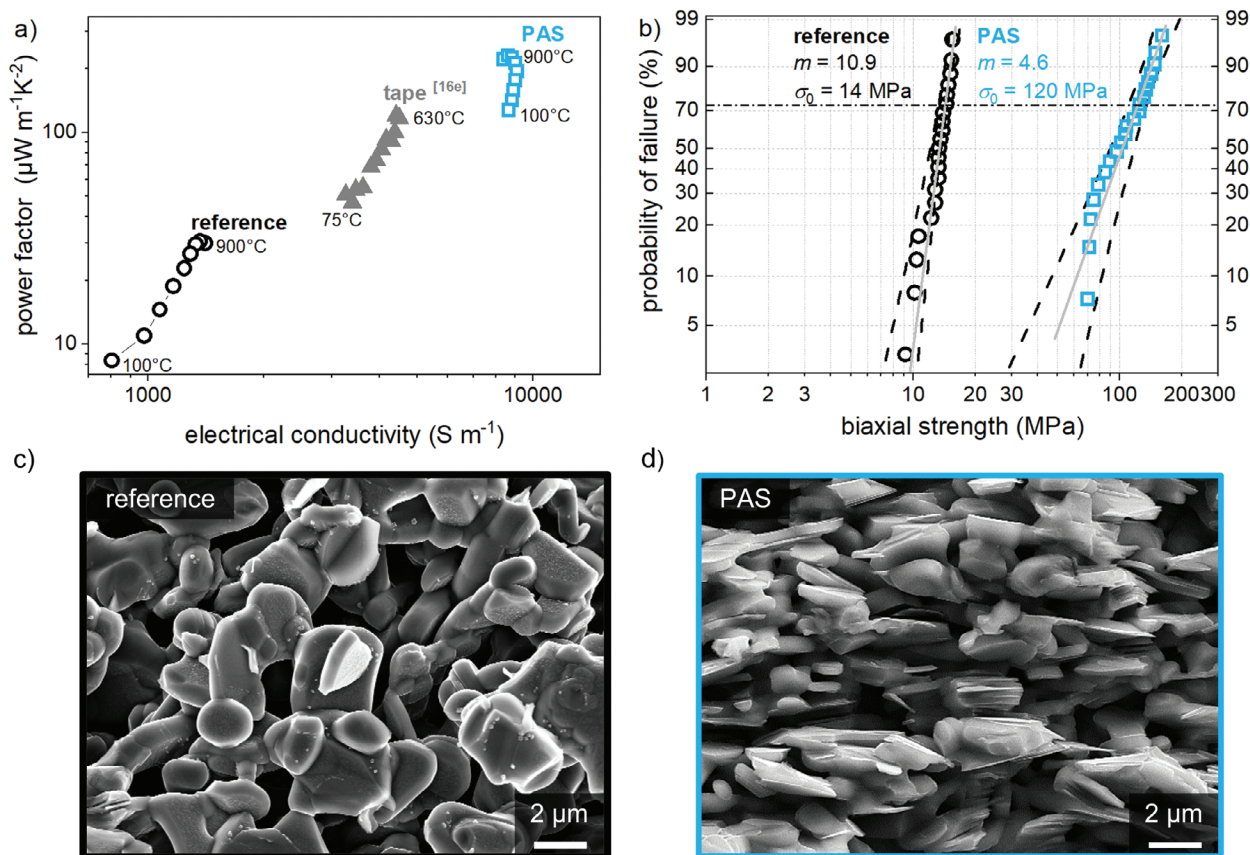 a)
power factor (µW m⁻¹K⁻²)
100
10
1000
10000
electrical conductivity (S m⁻¹)
PAS
900°C
100°C
tape [16e]
630°C
75°C
reference
900°C
100°C
b)
probability of failure (%)
99
90
70
50
40
30
20
10
5
99
90
70
50
40
30
20
10
5
reference
m = 10.9
σ₀ = 14 MPa
PAS
m = 4.6
σ₀ = 120 MPa
1 2 3 10 20 30 100 200 300
biaxial strength (MPa)
c)
reference
2 µm
d)
PAS
2 µm